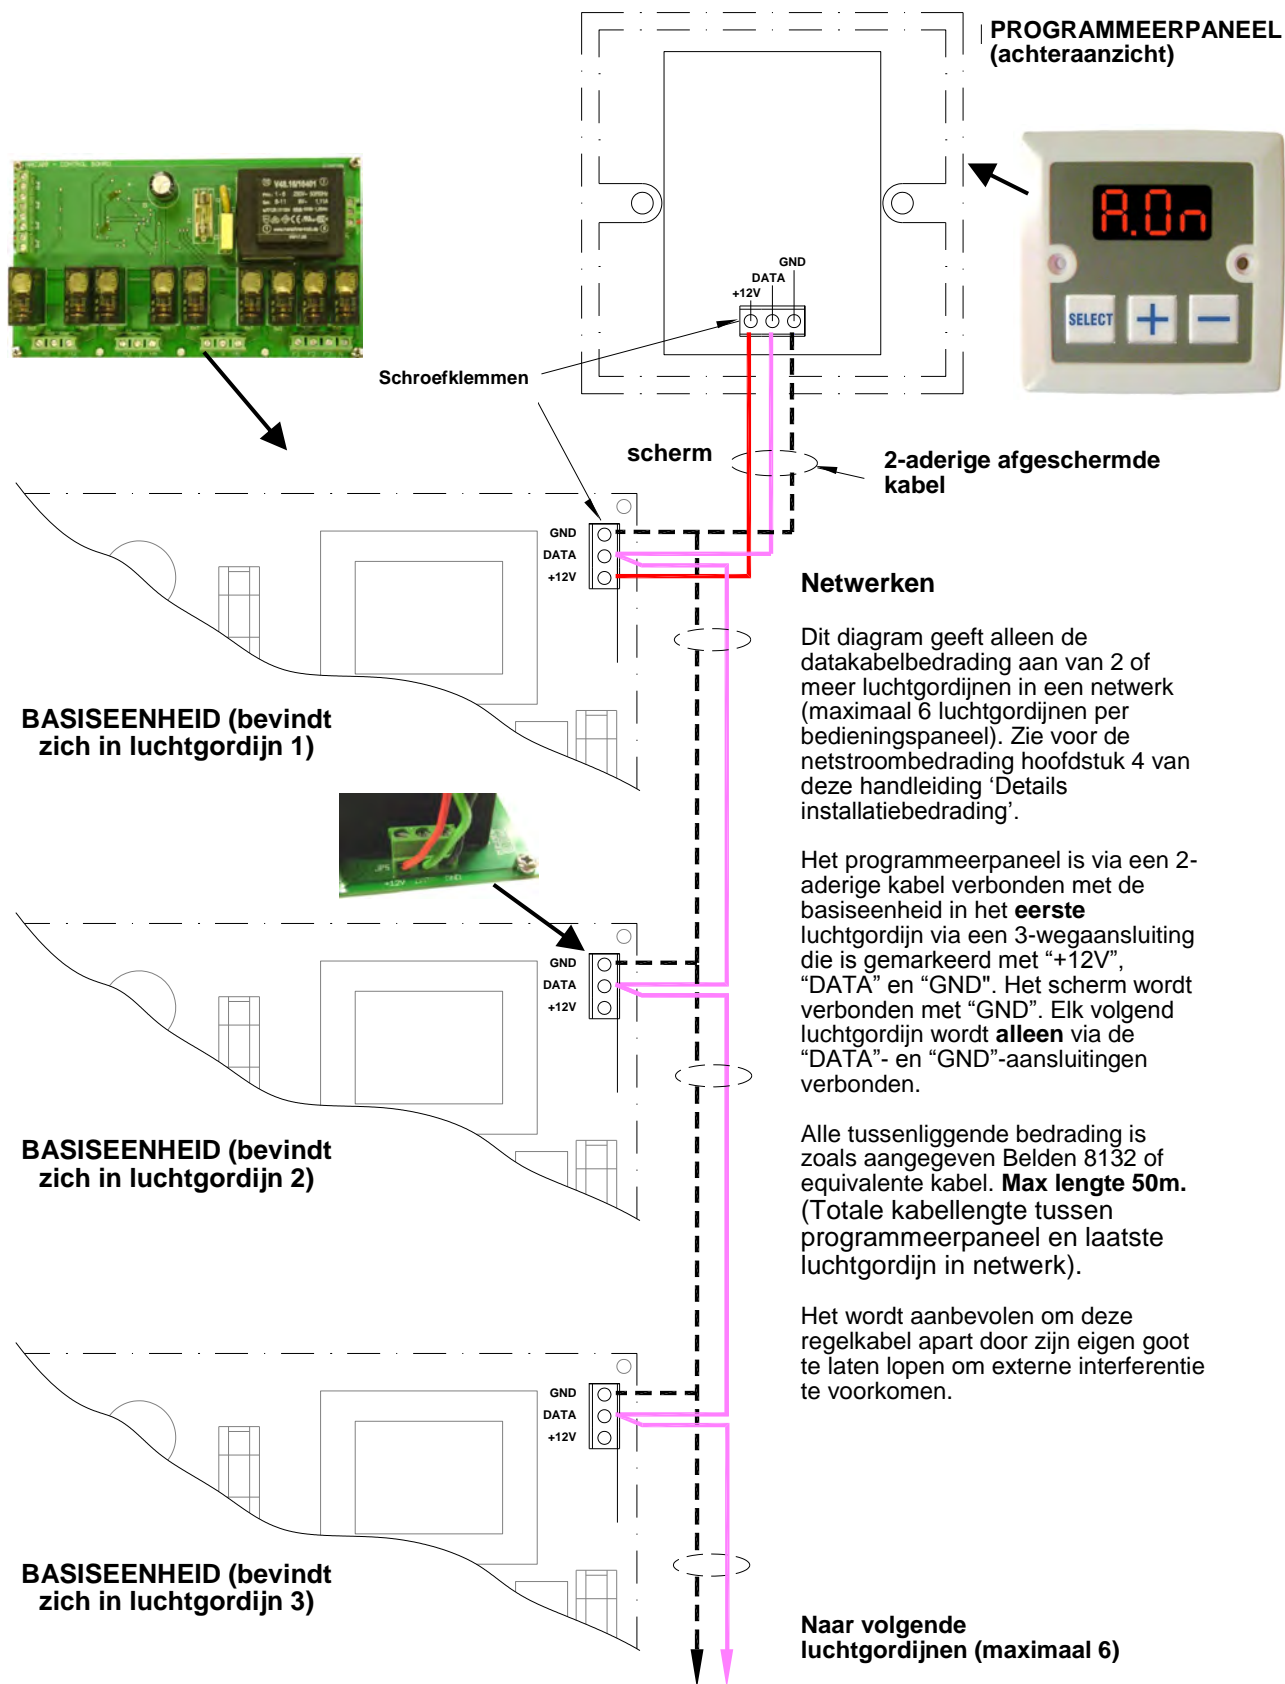 PROGRAMMEERPANEEL
(achteraanzicht)
A.On
SELECT
+
−
GND
DATA
+12V
Schroefklemmen
scherm
2-aderige afgeschermde
kabel
GND
DATA
+12V
BASISEENHEID (bevindt
zich in luchtgordijn 1)
Netwerken
Dit diagram geeft alleen de
datakabelbedrading aan van 2 of
meer luchtgordijnen in een netwerk
(maximaal 6 luchtgordijnen per
bedieningspaneel). Zie voor de
netstroombedrading hoofdstuk 4 van
deze handleiding ‘Details
installatiebedrading’.
Het programmeerpaneel is via een 2-
aderige kabel verbonden met de
basiseenheid in het eerste
luchtgordijn via een 3-wegaansluiting
die is gemarkeerd met “+12V”,
“DATA” en “GND". Het scherm wordt
verbonden met “GND”. Elk volgend
luchtgordijn wordt alleen via de
“DATA”- en “GND”-aansluitingen
verbonden.
Alle tussenliggende bedrading is
zoals aangegeven Belden 8132 of
equivalente kabel. Max lengte 50m.
(Totale kabellengte tussen
programmeerpaneel en laatste
luchtgordijn in netwerk).
Het wordt aanbevolen om deze
regelkabel apart door zijn eigen goot
te laten lopen om externe interferentie
te voorkomen.
+12V
GND
GND
DATA
+12V
BASISEENHEID (bevindt
zich in luchtgordijn 2)
GND
DATA
+12V
BASISEENHEID (bevindt
zich in luchtgordijn 3)
Naar volgende
luchtgordijnen (maximaal 6)